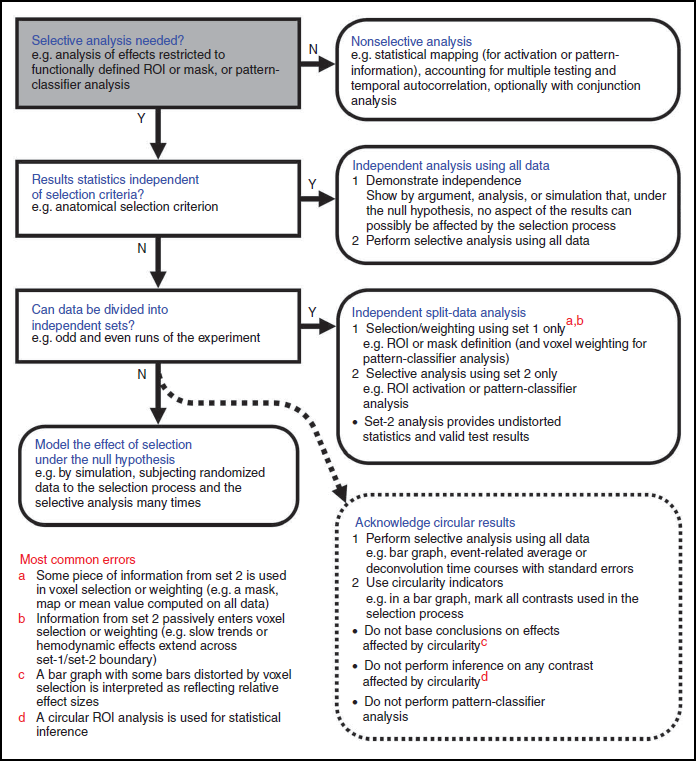 Selective analysis needed?
e.g. analysis of effects restricted to
functionally defined ROI or mask, or pattern-
classifier analysis
N
Nonselective analysis
e.g. statistical mapping (for activation or pattern-
information), accounting for multiple testing and
temporal autocorrelation, optionally with conjunction
analysis
Y
Results statistics independent
of selection criteria?
e.g. anatomical selection criterion
Y
Independent analysis using all data
1 Demonstrate independence
Show by argument, analysis, or simulation that, under
the null hypothesis, no aspect of the results can
possibly be affected by the selection process
2 Perform selective analysis using all data
N
Can data be divided into
independent sets?
e.g. odd and even runs of the experiment
Y
Independent split-data analysis
1 Selection/weighting using set 1 only a,b
e.g. ROI or mask definition (and voxel weighting for
pattern-classifier analysis)
2 Selective analysis using set 2 only
e.g. ROI activation or pattern-classifier
analysis
• Set-2 analysis provides undistorted
statistics and valid test results
N
Model the effect of selection
under the null hypothesis
e.g. by simulation, subjecting randomized
data to the selection process and the
selective analysis many times
Acknowledge circular results
1 Perform selective analysis using all data
e.g. bar graph, event-related average or
deconvolution time courses with standard errors
2 Use circularity indicators
e.g. in a bar graph, mark all contrasts used in the
selection process
• Do not base conclusions on effects
affected by circularity c
• Do not perform inference on any contrast
affected by circularity d
• Do not perform pattern-classifier
analysis
Most common errors
a Some piece of information from set 2 is used
in voxel selection or weighting (e.g. a mask,
map or mean value computed on all data)
b Information from set 2 passively enters voxel
selection or weighting (e.g. slow trends or
hemodynamic effects extend across
set-1/set-2 boundary)
c A bar graph with some bars distorted by voxel
selection is interpreted as reflecting relative
effect sizes
d A circular ROI analysis is used for statistical
inference